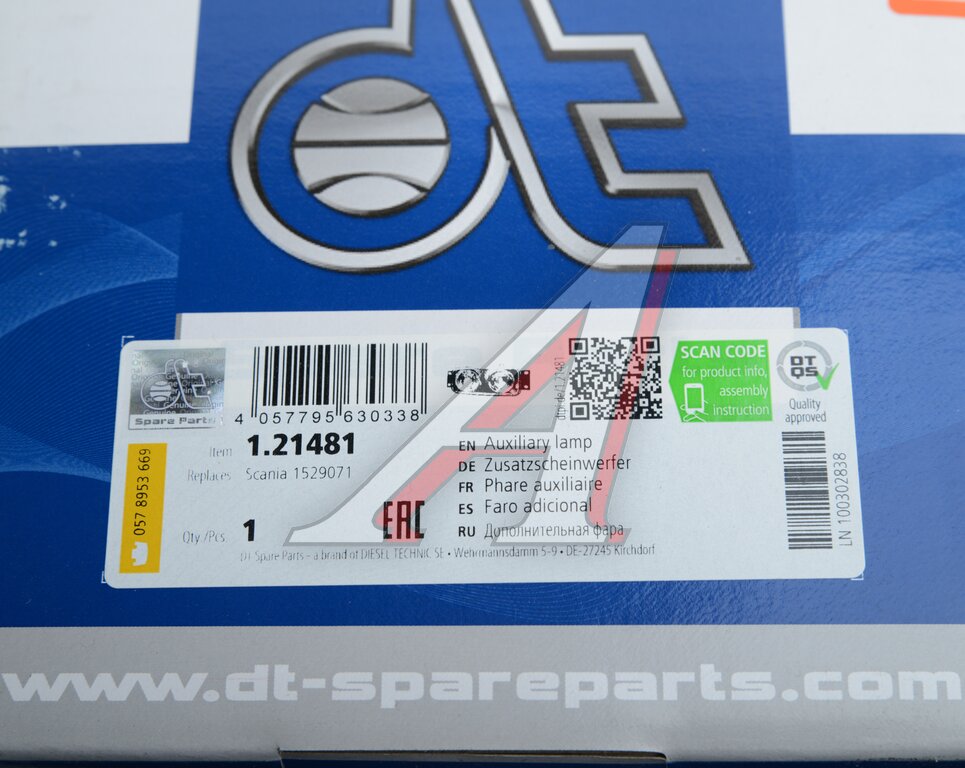 dt
Spare Parts
4 057795 630338
SCAN CODE
for product info,
assembly
instruction
DT
QS
Quality
approved
Item 1.21481
Replaces Scania 1529071
EN Auxiliary lamp
DE Zusatzscheinwerfer
FR Phare auxiliaire
ES Faro adicional
RU Дополнительная фара
057 8953 669
Qty./Pcs. 1
EAC
LN 100302838
DT Spare Parts - a brand of DIESEL TECHNIC SE • Wehrmannsdamm 5-9 • DE-27245 Kirchdorf
www.dt-spareparts.com